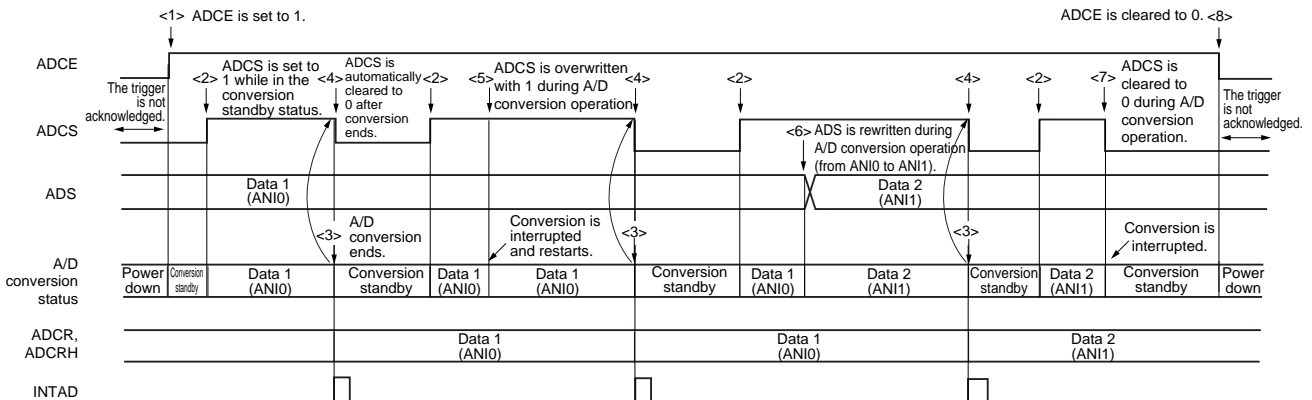 <1> ADCE is set to 1.
ADCE is cleared to 0. <8>
ADCE
The trigger
is not
acknowledged.
<2>
ADCS is set to
1 while in the
conversion
standby status.
<4>
ADCS is
automatically
cleared to
0 after
conversion
ends.
<2>
<5>
ADCS is overwritten
with 1 during A/D
conversion operation
<4>
<2>
<4>
<2>
<7>
ADCS is
cleared to
0 during A/D
conversion
operation.
The trigger
is not
acknowledged.
ADCS
<6> ADS is rewritten during
A/D conversion operation
(from ANI0 to ANI1).
ADS
Data 1
(ANI0)
Data 2
(ANI1)
<3>
A/D
conversion
ends.
Conversion is
interrupted
and restarts.
<3>
<3>
Conversion is
interrupted.
A/D
conversion
status
Power
down
Conversion
standby
Data 1
(ANI0)
Conversion
standby
Data 1
(ANI0)
Data 1
(ANI0)
Conversion
standby
Data 1
(ANI0)
Data 2
(ANI1)
Conversion
standby
Data 2
(ANI1)
Conversion
standby
Power
down
ADCR,
ADCRH
Data 1
(ANI0)
Data 1
(ANI0)
Data 2
(ANI1)
INTAD